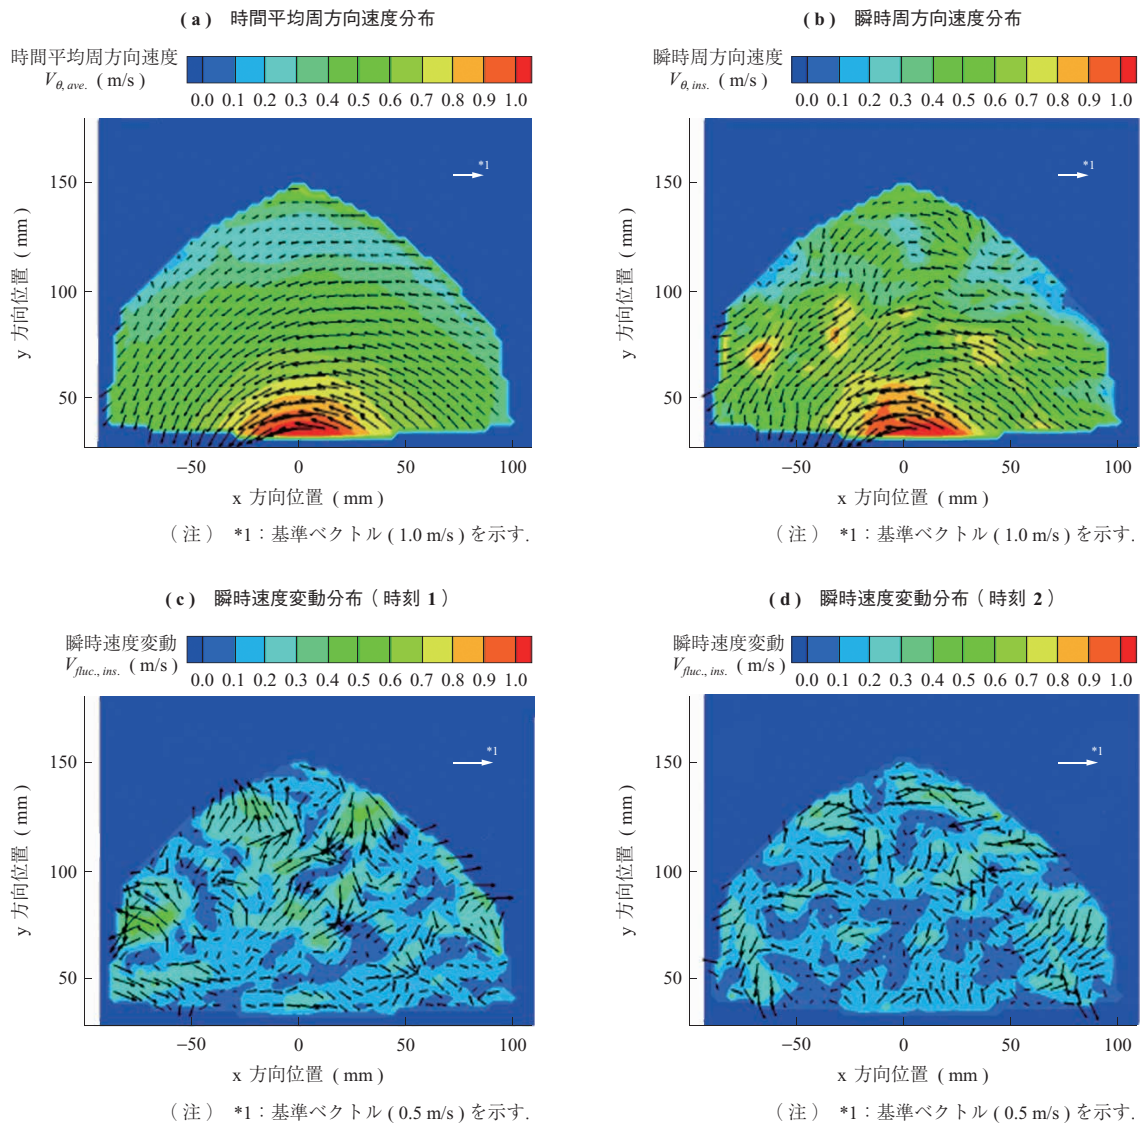 ( a ) 時間平均周方向速度分布
時間平均周方向速度
Vθ, ave. ( m/s )
0.0 0.1 0.2 0.3 0.4 0.5 0.6 0.7 0.8 0.9 1.0
*1
150
100
50
y 方向位置 ( mm )
−50 0 50 100
x 方向位置 ( mm )
( 注 ) *1：基準ベクトル ( 1.0 m/s ) を示す.
( b ) 瞬時周方向速度分布
瞬時周方向速度
Vθ, ins. ( m/s )
0.0 0.1 0.2 0.3 0.4 0.5 0.6 0.7 0.8 0.9 1.0
*1
150
100
50
y 方向位置 ( mm )
−50 0 50 100
x 方向位置 ( mm )
( 注 ) *1：基準ベクトル ( 1.0 m/s ) を示す.
( c ) 瞬時速度変動分布 ( 時刻 1 )
瞬時速度変動
Vfluc., ins. ( m/s )
0.0 0.1 0.2 0.3 0.4 0.5 0.6 0.7 0.8 0.9 1.0
*1
150
100
50
y 方向位置 ( mm )
−50 0 50 100
x 方向位置 ( mm )
( 注 ) *1：基準ベクトル ( 0.5 m/s ) を示す.
( d ) 瞬時速度変動分布 ( 時刻 2 )
瞬時速度変動
Vfluc., ins. ( m/s )
0.0 0.1 0.2 0.3 0.4 0.5 0.6 0.7 0.8 0.9 1.0
*1
150
100
50
y 方向位置 ( mm )
−50 0 50 100
x 方向位置 ( mm )
( 注 ) *1：基準ベクトル ( 0.5 m/s ) を示す.